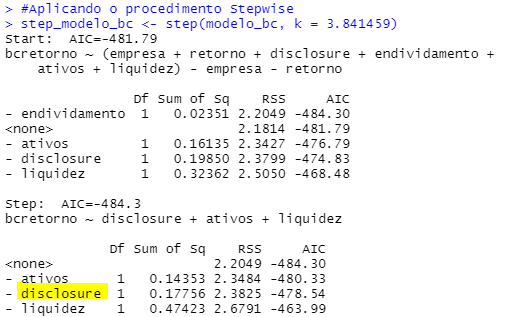 > #Aplicando o procedimento Stepwise
> step_modelo_bc <- step(modelo_bc, k = 3.841459)
Start:  AIC=-481.79
bcretorno ~ (empresa + retorno + disclosure + endividamento +
    ativos + liquidez) - empresa - retorno

                Df Sum of Sq    RSS     AIC
- endividamento  1   0.02351 2.2049 -484.30
<none>                       2.1814 -481.79
- ativos         1   0.16135 2.3427 -476.79
- disclosure     1   0.19850 2.3799 -474.83
- liquidez       1   0.32362 2.5050 -468.48

Step:  AIC=-484.3
bcretorno ~ disclosure + ativos + liquidez

             Df Sum of Sq    RSS     AIC
<none>                    2.2049 -484.30
- ativos      1   0.14353 2.3484 -480.33
- disclosure  1   0.17756 2.3825 -478.54
- liquidez    1   0.47423 2.6791 -463.99